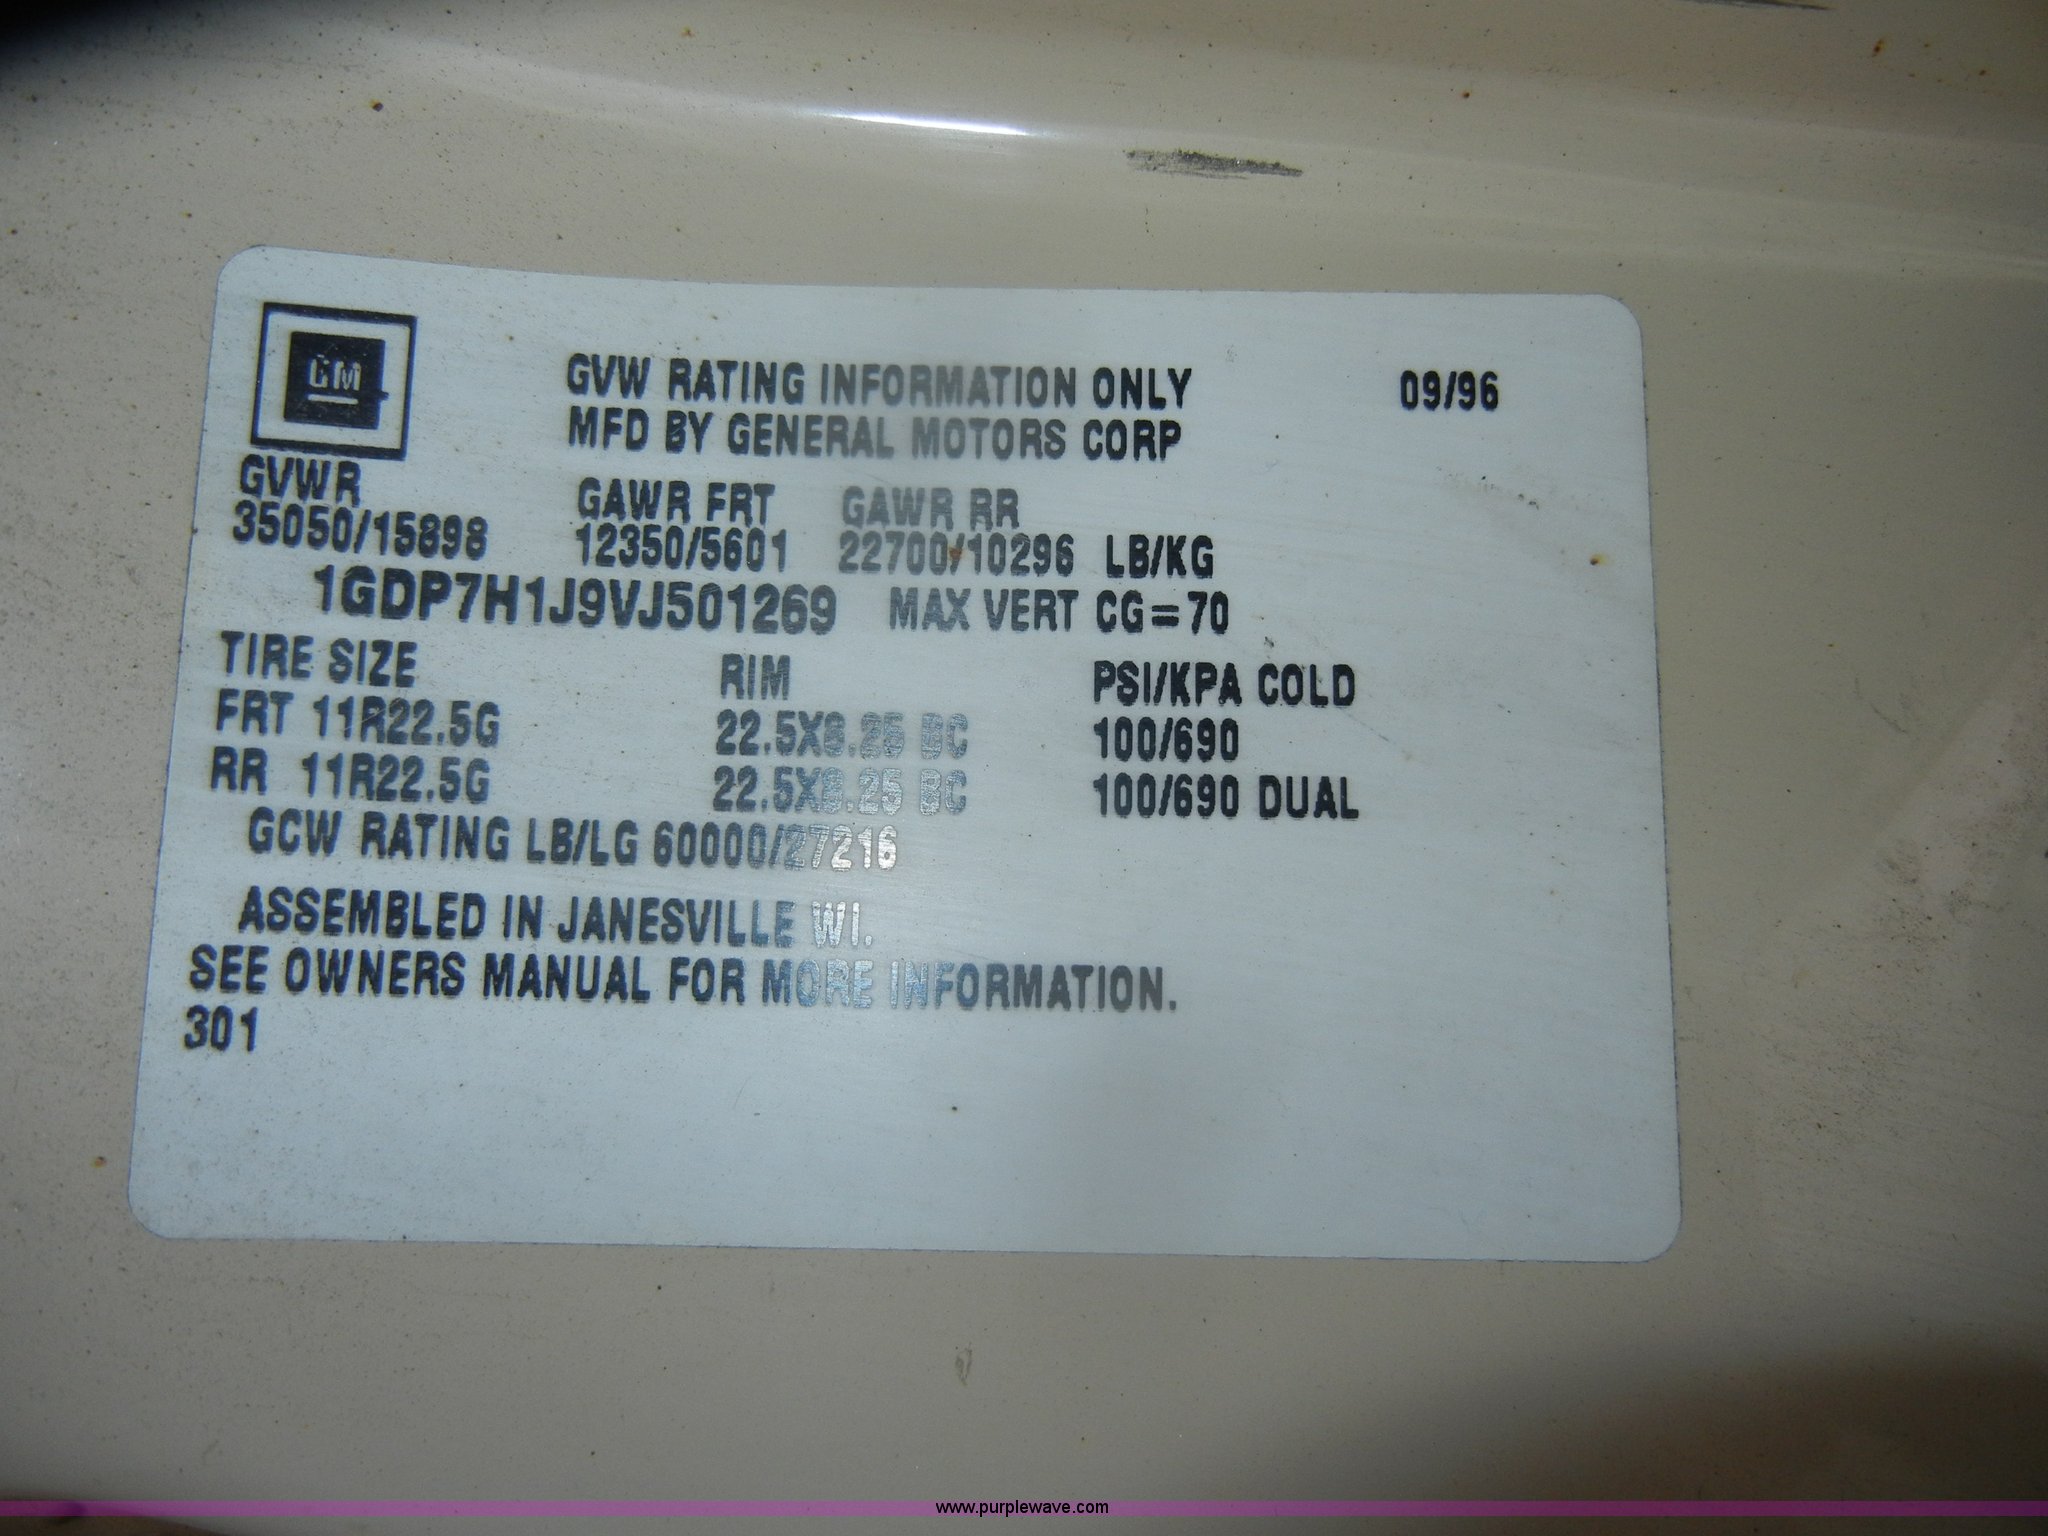 GM
GVW RATING INFORMATION ONLY 09/96
MFD BY GENERAL MOTORS CORP
GVWR GAWR FRT GAWR RR
35050/15898 12350/5601 22700/10296 LB/KG
1GDP7H1J9VJ501269 MAX VERT CG=70
TIRE SIZE RIM PSI/KPA COLD
FRT 11R22.5G 22.5X8.25 BC 100/690
RR 11R22.5G 22.5X8.25 BC 100/690 DUAL
GCW RATING LB/LG 60000/27216
ASSEMBLED IN JANESVILLE WI.
SEE OWNERS MANUAL FOR MORE INFORMATION.
301
www.purplewave.com